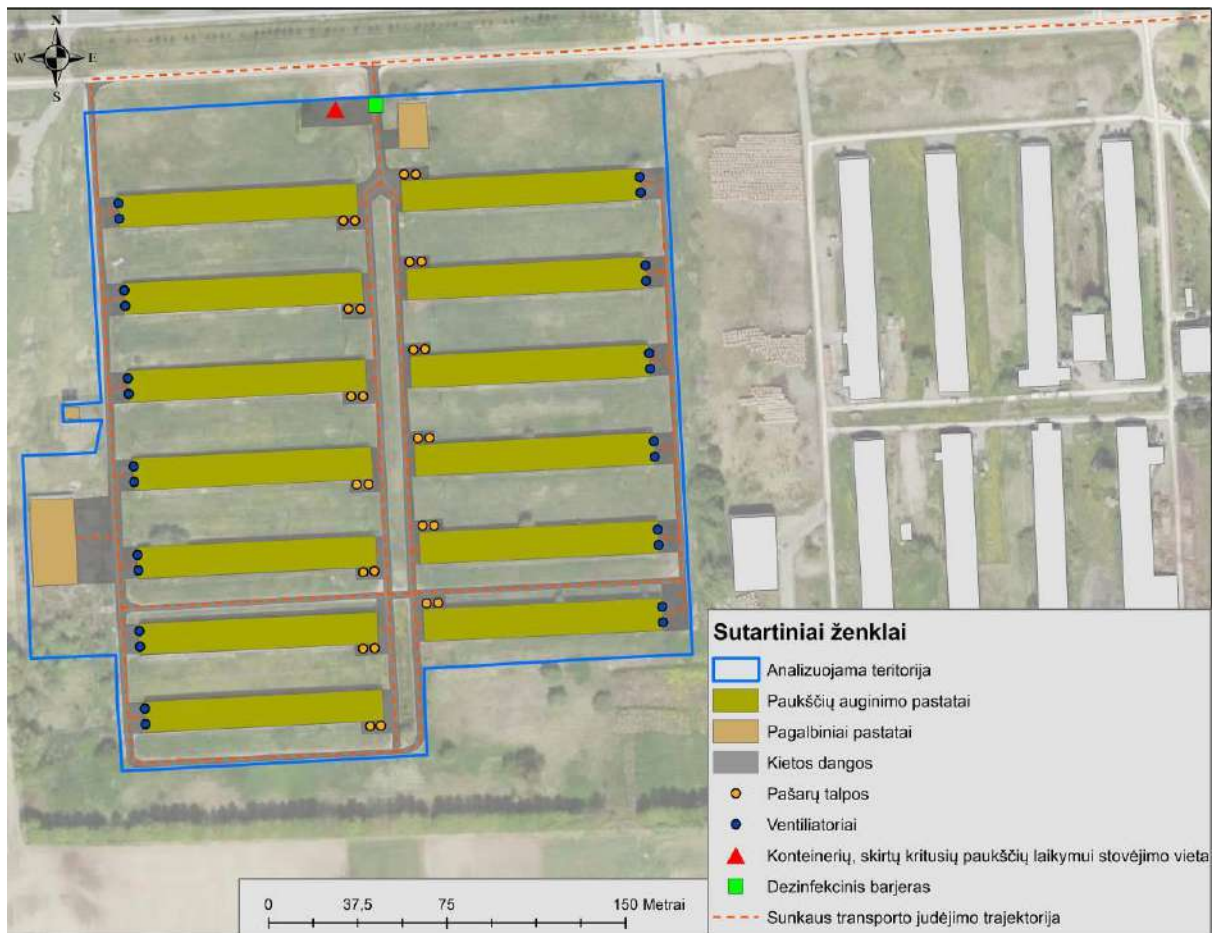 N
W E
S
Sutartiniai ženklai
Analizuojama teritorija
Paukščių auginimo pastatai
Pagalbiniai pastatai
Kietos dangos
Pašarų talpos
Ventiliatoriai
Konteinerių, skirtų kritusių paukščių laikymui stovėjimo vieta
Dezinfekcinis barjeras
Sunkaus transporto judėjimo trajektorija
0 37,5 75 150 Metrai